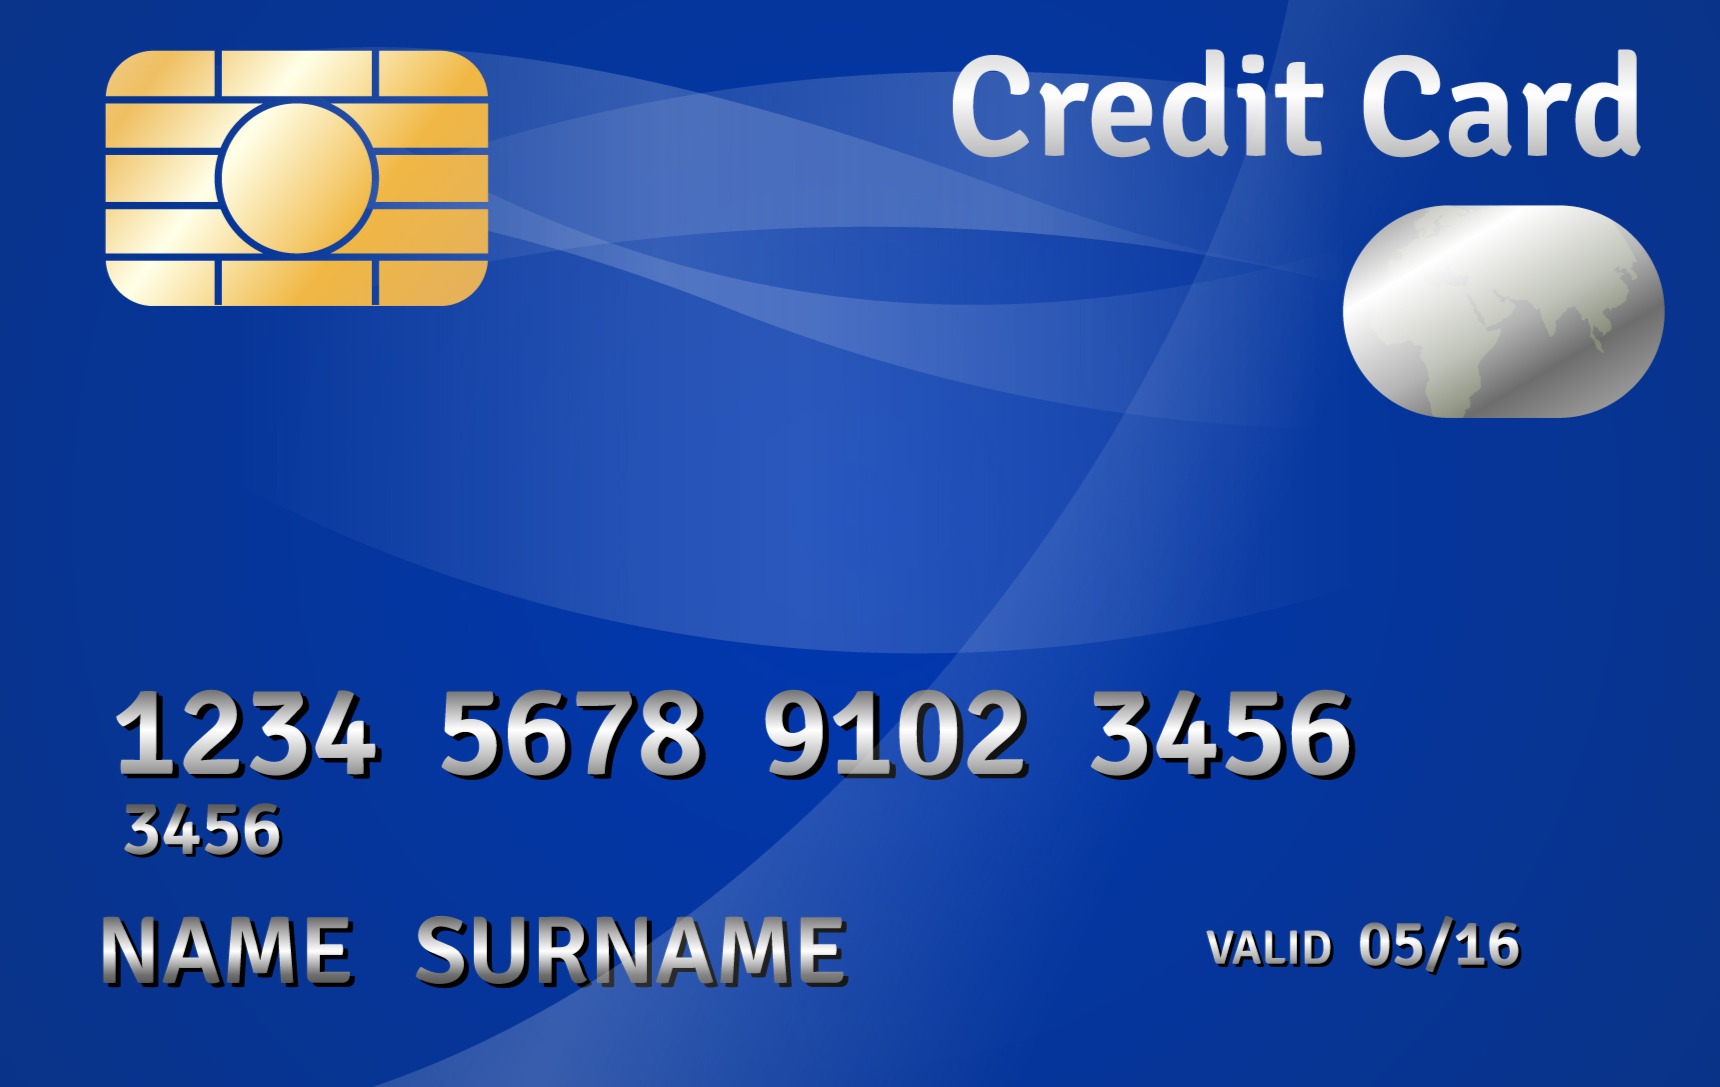 Credit Card
1234 5678 9102 3456
3456
NAME SURNAME
VALID 05/16